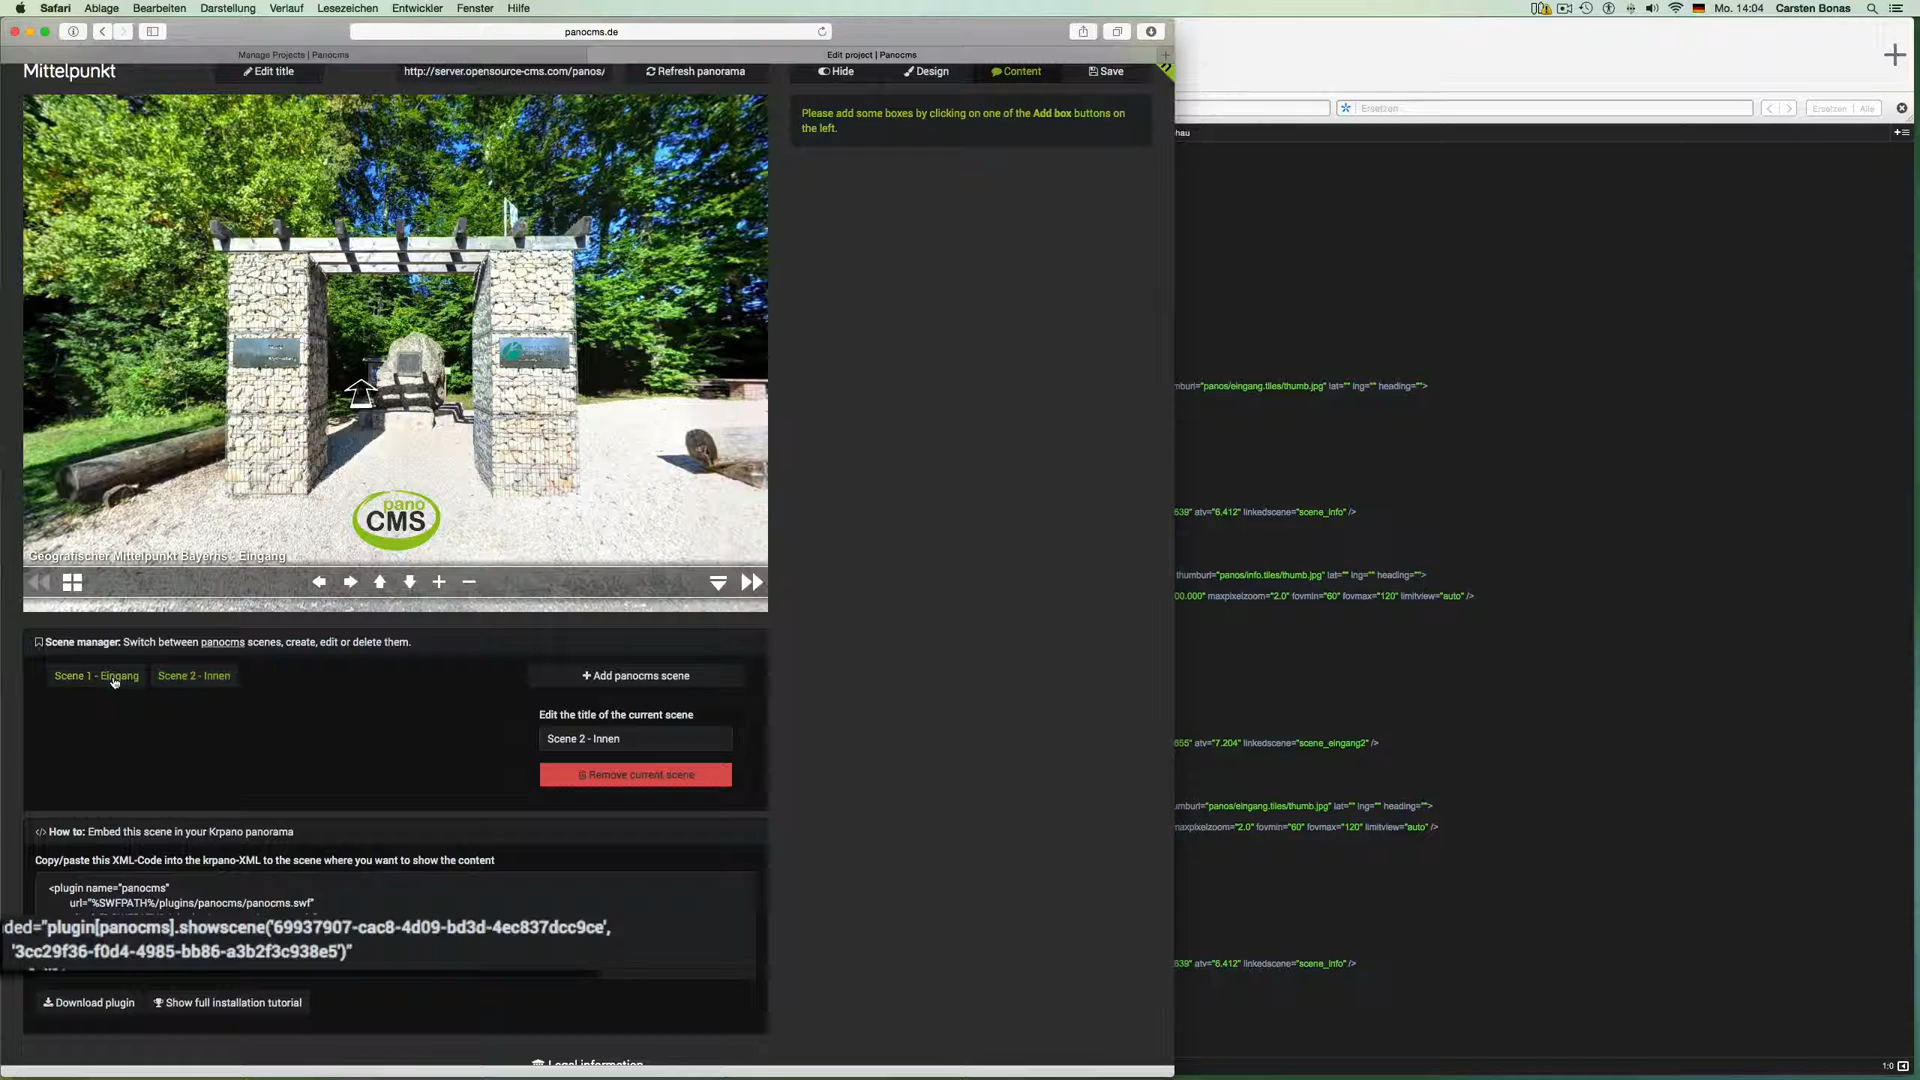 Safari Ablage Bearbeiten Darstellung Verlauf Lesezeichen Entwickler Fenster Hilfe
Mo. 14:04 Carsten Bonas
panocms.de
Manage Projects | Panocms
Edit project | Panocms
Mittelpunkt
Edit title
http://server.opensource-cms.com/panos/
Refresh panorama
Hide
Design
Content
Save
Please add some boxes by clicking on one of the Add box buttons on
the left.
Ersetzen
Ersetzen
Alle
hau
pano
CMS
Geografischer Mittelpunkt Bayerns - Eingang
Scene manager: Switch between panocms scenes, create, edit or delete them.
Scene 1 - Eingang
Scene 2 - Innen
Add panocms scene
Edit the title of the current scene
Scene 2 - Innen
Remove current scene
</> How to: Embed this scene in your Krpano panorama
Copy/paste this XML-Code into the krpano-XML to the scene where you want to show the content
<plugin name="panocms"
url="%SWFPATH%/plugins/panocms/panocms.swf"
ded="plugin[panocms].showscene('69937907-cac8-4d09-bd3d-4ec837dcc9ce',
'3cc29f36-f0d4-4985-bb86-a3b2f3c938e5')"
Download plugin
Show full installation tutorial
Legal information
mburl="panos/eingang.tiles/thumb.jpg" lat="" lng="" heading="">
639" atv="6.412" linkedscene="scene_info" />
thumburl="panos/info.tiles/thumb.jpg" lat="" lng="" heading="">
00.000" maxpixelzoom="2.0" fovmin="60" fovmax="120" limitview="auto" />
655" atv="7.204" linkedscene="scene_eingang2" />
umburl="panos/eingang.tiles/thumb.jpg" lat="" lng="" heading="">
maxpixelzoom="2.0" fovmin="60" fovmax="120" limitview="auto" />
639" atv="6.412" linkedscene="scene_info" />
1:0